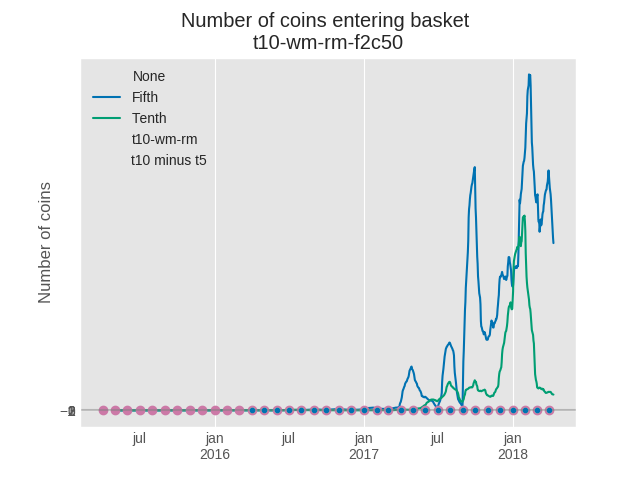 Number of coins entering basket
t10-wm-rm-f2c50
None
Fifth
Tenth
t10-wm-rm
t10 minus t5
Number of coins
jul
jan
2016
jul
jan
2017
jul
jan
2018